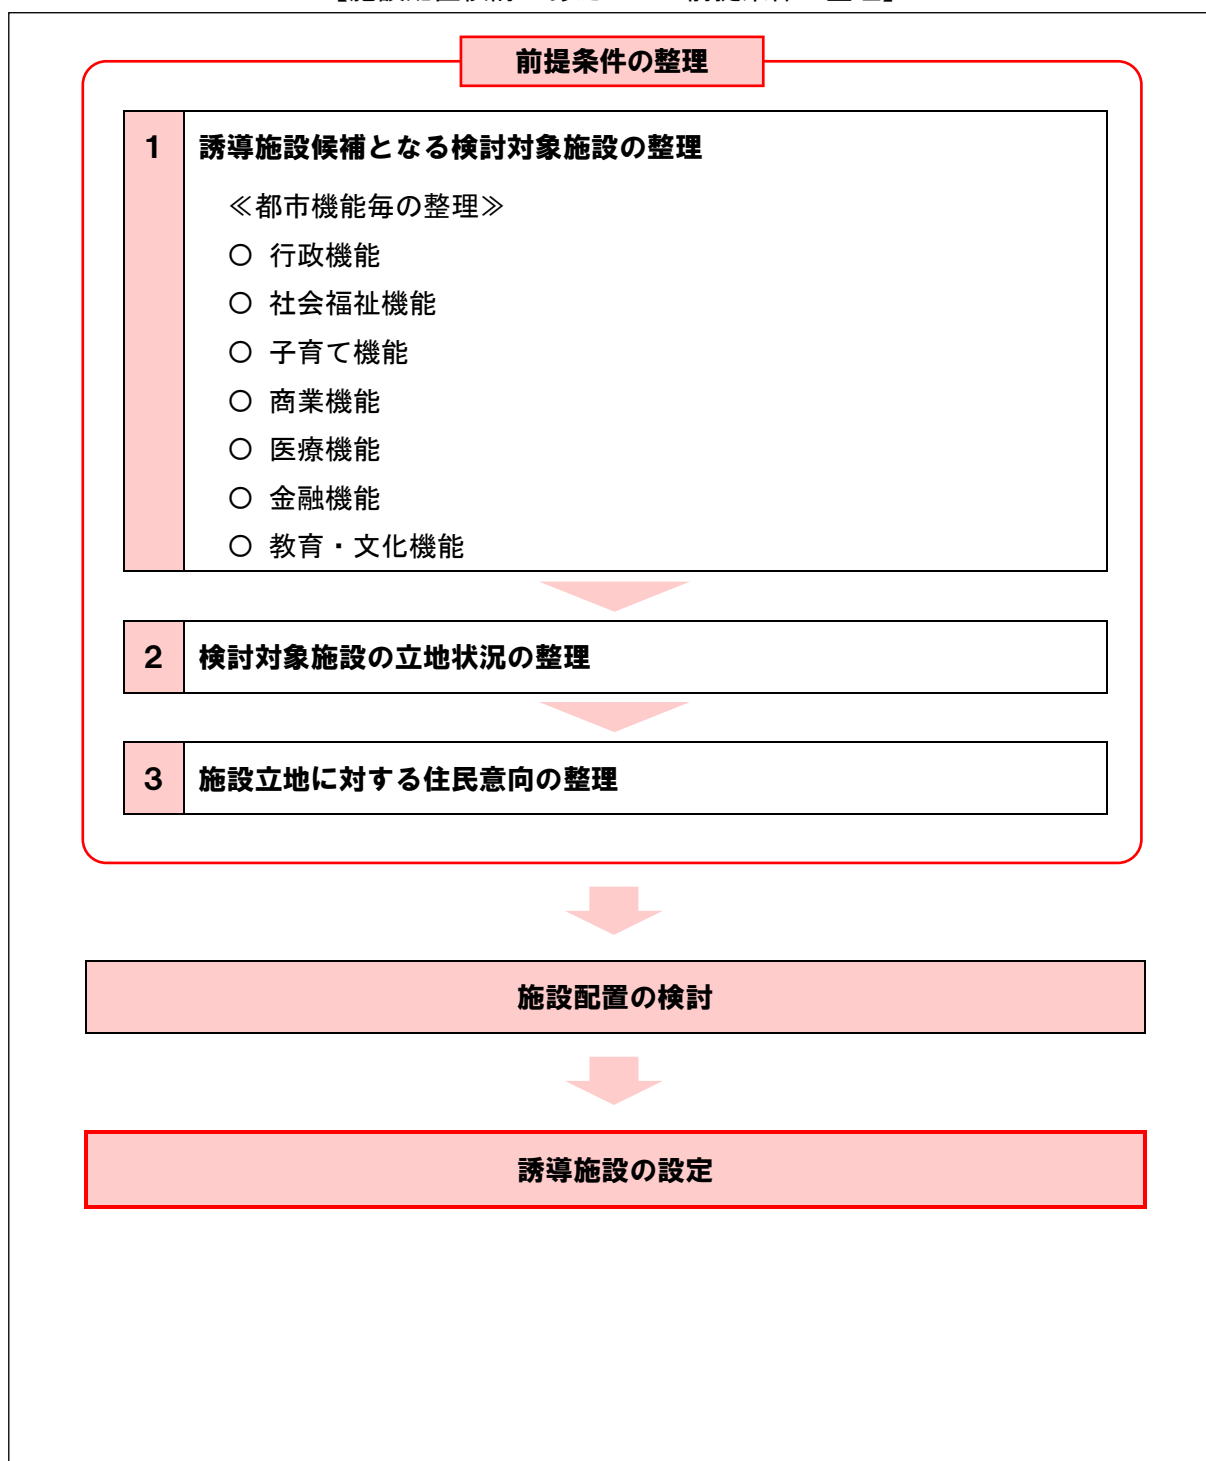 前提条件の整理
1 誘導施設候補となる検討対象施設の整理
≪都市機能毎の整理≫
○ 行政機能
○ 社会福祉機能
○ 子育て機能
○ 商業機能
○ 医療機能
○ 金融機能
○ 教育・文化機能
2 検討対象施設の立地状況の整理
3 施設立地に対する住民意向の整理
施設配置の検討
誘導施設の設定